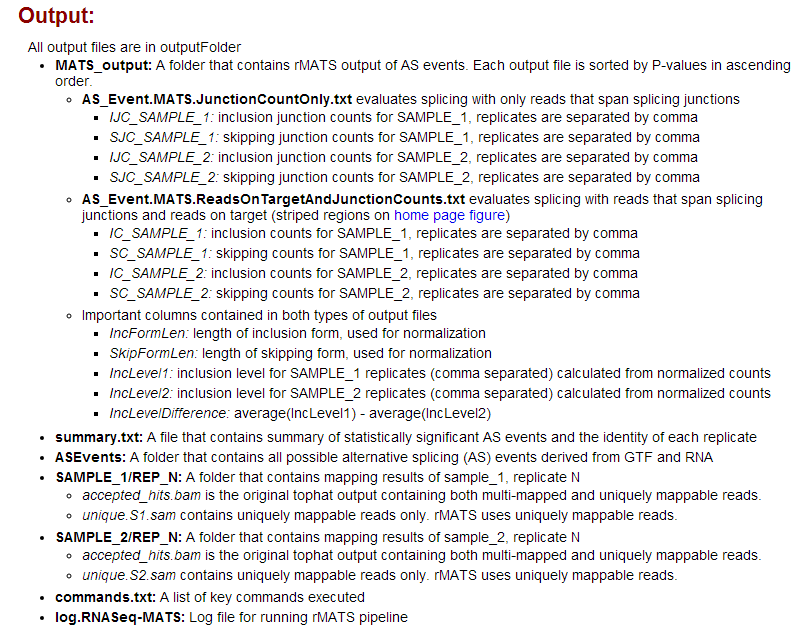 Output:
All output files are in outputFolder
• MATS_output: A folder that contains rMATS output of AS events. Each output file is sorted by P-values in ascending
order.
○ AS_Event.MATS.JunctionCountOnly.txt evaluates splicing with only reads that span splicing junctions
▪ IJC_SAMPLE_1: inclusion junction counts for SAMPLE_1, replicates are separated by comma
▪ SJC_SAMPLE_1: skipping junction counts for SAMPLE_1, replicates are separated by comma
▪ IJC_SAMPLE_2: inclusion junction counts for SAMPLE_2, replicates are separated by comma
▪ SJC_SAMPLE_2: skipping junction counts for SAMPLE_2, replicates are separated by comma
○ AS_Event.MATS.ReadsOnTargetAndJunctionCounts.txt evaluates splicing with reads that span splicing
junctions and reads on target (striped regions on home page figure)
▪ IC_SAMPLE_1: inclusion counts for SAMPLE_1, replicates are separated by comma
▪ SC_SAMPLE_1: skipping counts for SAMPLE_1, replicates are separated by comma
▪ IC_SAMPLE_2: inclusion counts for SAMPLE_2, replicates are separated by comma
▪ SC_SAMPLE_2: skipping counts for SAMPLE_2, replicates are separated by comma
○ Important columns contained in both types of output files
▪ IncFormLen: length of inclusion form, used for normalization
▪ SkipFormLen: length of skipping form, used for normalization
▪ IncLevel1: inclusion level for SAMPLE_1 replicates (comma separated) calculated from normalized counts
▪ IncLevel2: inclusion level for SAMPLE_2 replicates (comma separated) calculated from normalized counts
▪ IncLevelDifference: average(IncLevel1) - average(IncLevel2)
• summary.txt: A file that contains summary of statistically significant AS events and the identity of each replicate
• ASEvents: A folder that contains all possible alternative splicing (AS) events derived from GTF and RNA
• SAMPLE_1/REP_N: A folder that contains mapping results of sample_1, replicate N
○ accepted_hits.bam is the original tophat output containing both multi-mapped and uniquely mappable reads.
○ unique.S1.sam contains uniquely mappable reads only. rMATS uses uniquely mappable reads.
• SAMPLE_2/REP_N: A folder that contains mapping results of sample_2, replicate N
○ accepted_hits.bam is the original tophat output containing both multi-mapped and uniquely mappable reads.
○ unique.S2.sam contains uniquely mappable reads only. rMATS uses uniquely mappable reads.
• commands.txt: A list of key commands executed
• log.RNASeq-MATS: Log file for running rMATS pipeline